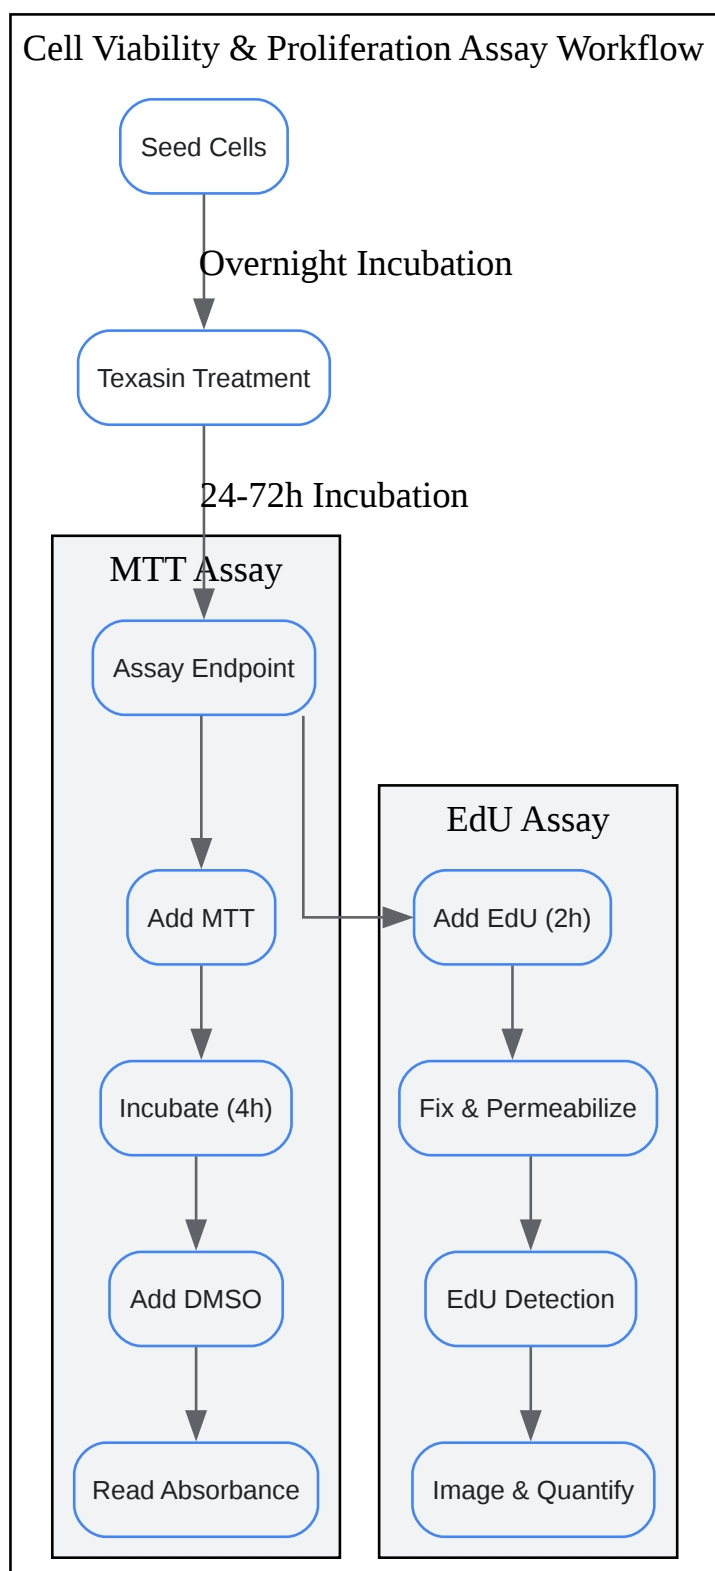 Cell Viability & Proliferation Assay Workflow
Seed Cells
Overnight Incubation
Texasin Treatment
24-72h Incubation
MTT Assay
Assay Endpoint
Add MTT
Incubate (4h)
Add DMSO
Read Absorbance
EdU Assay
Add EdU (2h)
Fix & Permeabilize
EdU Detection
Image & Quantify